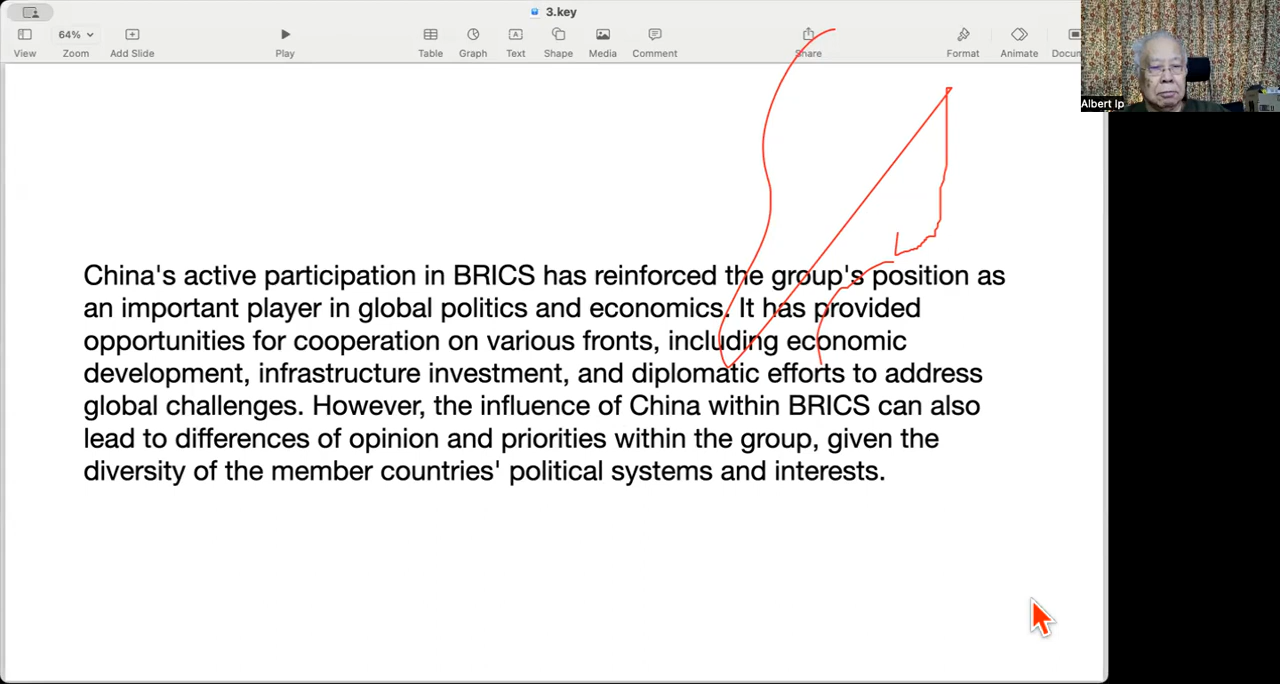 3.key
64%
View Zoom Add Slide Play Table Graph Text Shape Media Comment Share Format Animate
Albert Ip
China's active participation in BRICS has reinforced the group's position as
an important player in global politics and economics. It has provided
opportunities for cooperation on various fronts, including economic
development, infrastructure investment, and diplomatic efforts to address
global challenges. However, the influence of China within BRICS can also
lead to differences of opinion and priorities within the group, given the
diversity of the member countries' political systems and interests.